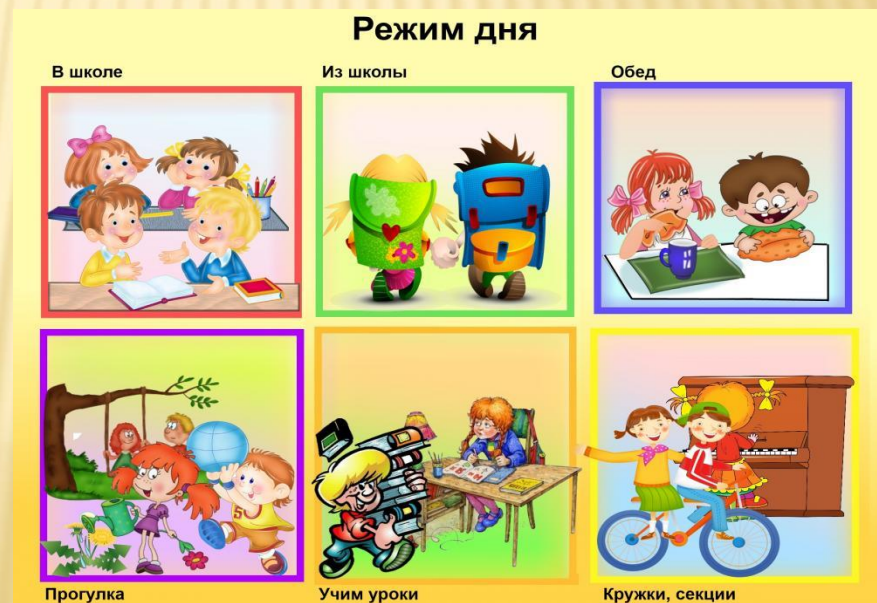 Режим дня
В школе
Из школы
Обед
Прогулка
Учим уроки
Кружки, секции